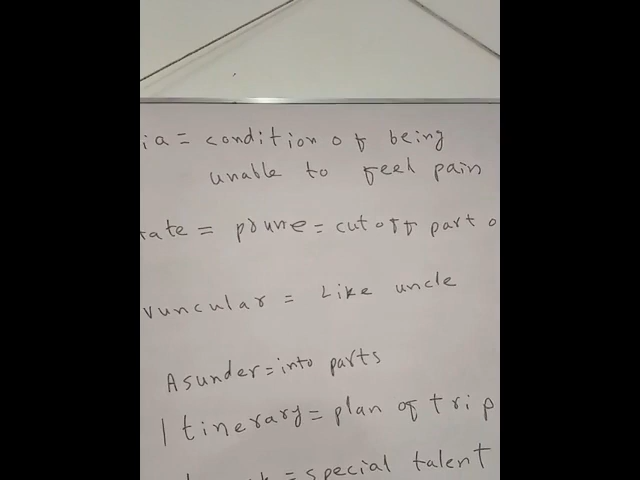 ia = condition of being
unable to feel pain
tate = prune = cut off part o
vuncular = Like uncle
Asunder = into parts
Itinerary = plan of trip
= special talent